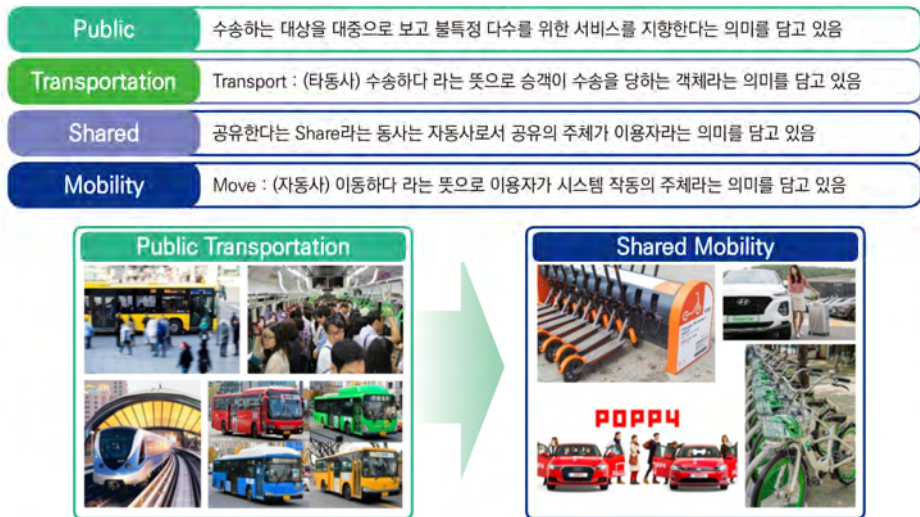 Public
수송하는 대상을 대중으로 보고 불특정 다수를 위한 서비스를 지향한다는 의미를 담고 있음
Transportation
Transport : (타동사) 수송하다 라는 뜻으로 승객이 수송을 당하는 객체라는 의미를 담고 있음
Shared
공유한다는 Share라는 동사는 자동사로서 공유의 주체가 이용자라는 의미를 담고 있음
Mobility
Move : (자동사) 이동하다 라는 뜻으로 이용자가 시스템 작동의 주체라는 의미를 담고 있음
Public Transportation
Shared Mobility
POPPY